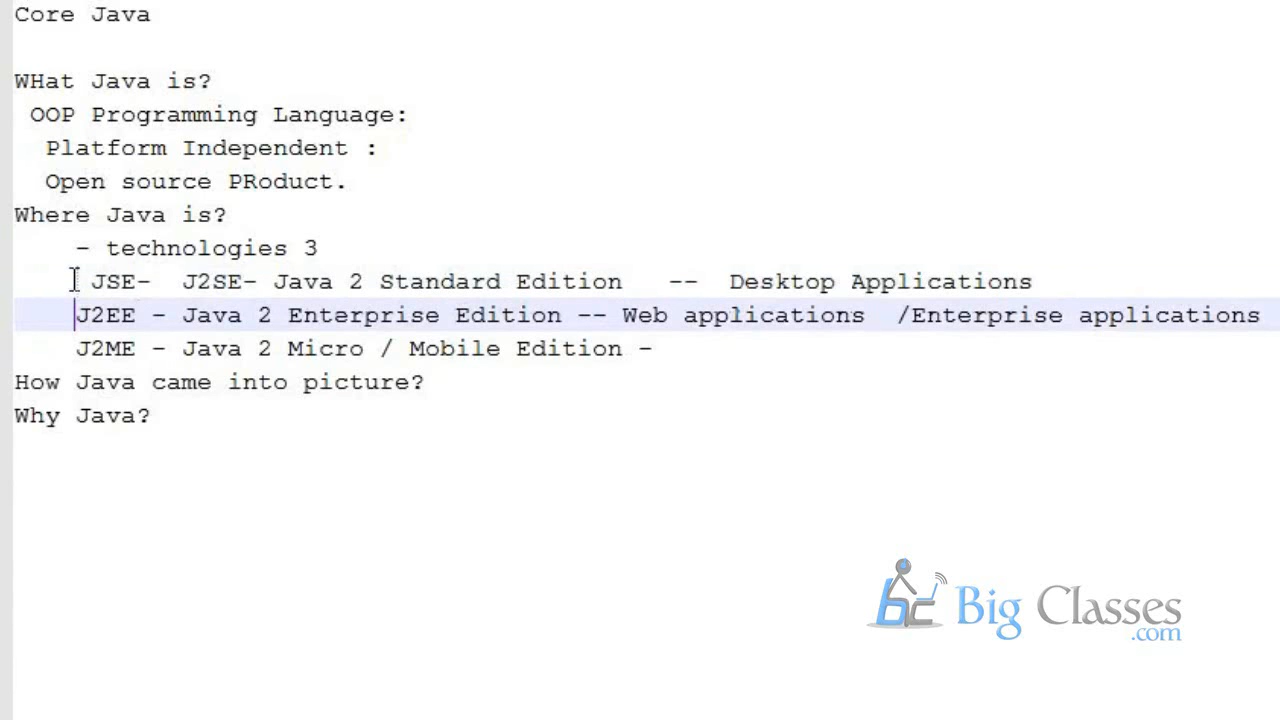 Core Java
WHat Java is?
OOP Programming Language:
Platform Independent :
Open source PRoduct.
Where Java is?
- technologies 3
JSE-  J2SE- Java 2 Standard Edition   --  Desktop Applications
J2EE - Java 2 Enterprise Edition -- Web applications  /Enterprise applications
J2ME - Java 2 Micro / Mobile Edition -
How Java came into picture?
Why Java?
bc Big Classes
.com